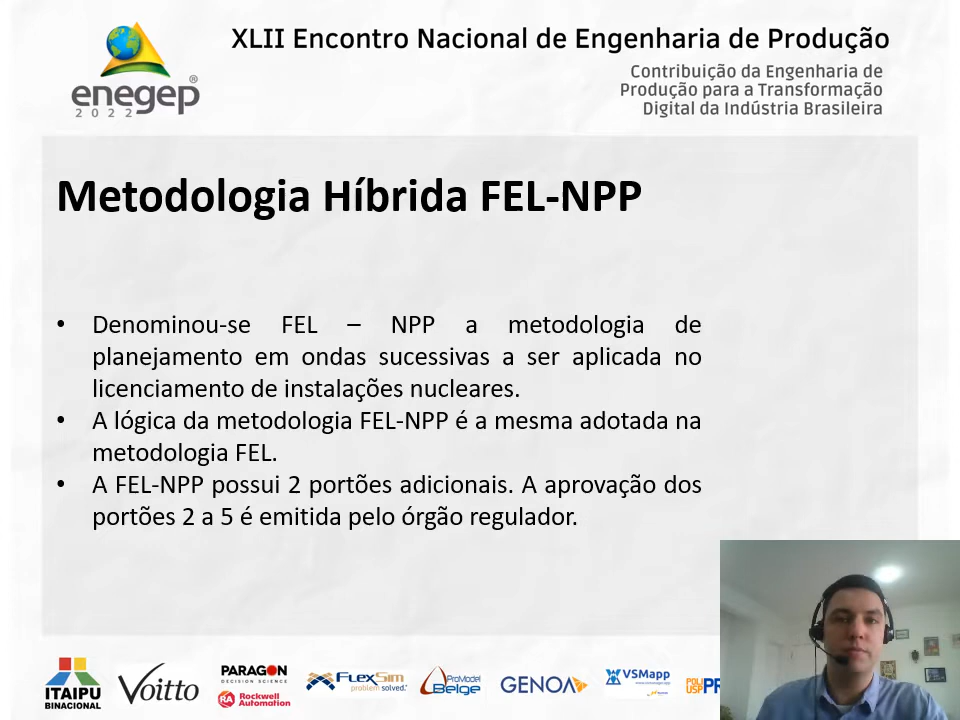 XLII Encontro Nacional de Engenharia de Produção
Contribuição da Engenharia de
Produção para a Transformação
Digital da Indústria Brasileira
enegep®
2022
Metodologia Híbrida FEL-NPP
• Denominou-se FEL – NPP a metodologia de
planejamento em ondas sucessivas a ser aplicada no
licenciamento de instalações nucleares.
• A lógica da metodologia FEL-NPP é a mesma adotada na
metodologia FEL.
• A FEL-NPP possui 2 portões adicionais. A aprovação dos
portões 2 a 5 é emitida pelo órgão regulador.
ITAIPU
BINACIONAL
Voitto
PARAGON
DECISION SCIENCE
RA Rockwell
Automation
FlexSim
problem solved.
ProModel
Belge
GENOA
VSMapp
POLI
USP PR